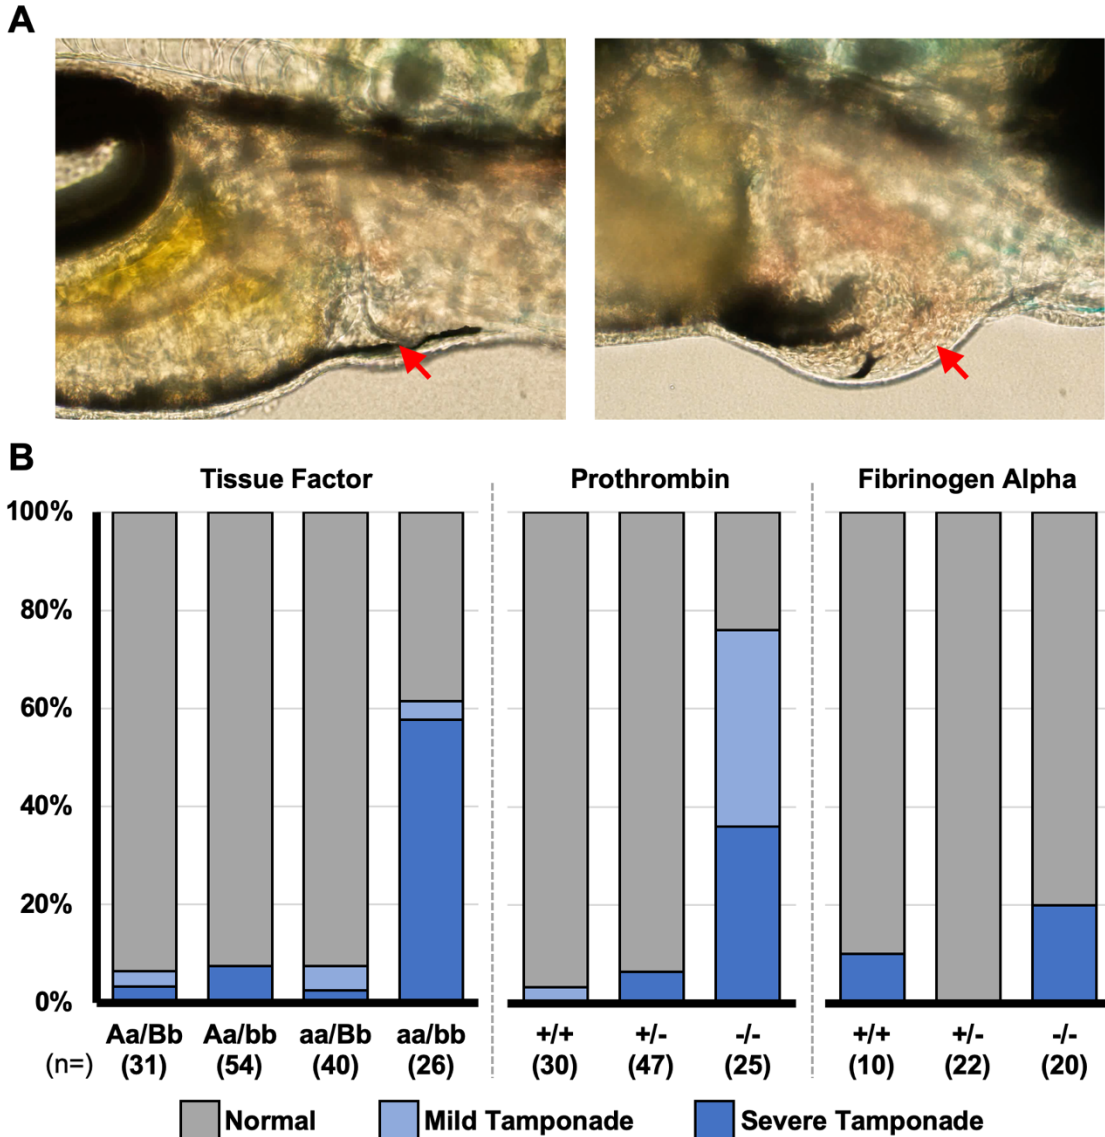 A
B
Tissue Factor Prothrombin Fibrinogen Alpha
100%
80%
60%
40%
20%
0%
Aa/Bb Aa/bb aa/Bb aa/bb +/+ +/- -/- +/+ +/- -/-
(n=) (31) (54) (40) (26) (30) (47) (25) (10) (22) (20)
Normal Mild Tamponade Severe Tamponade